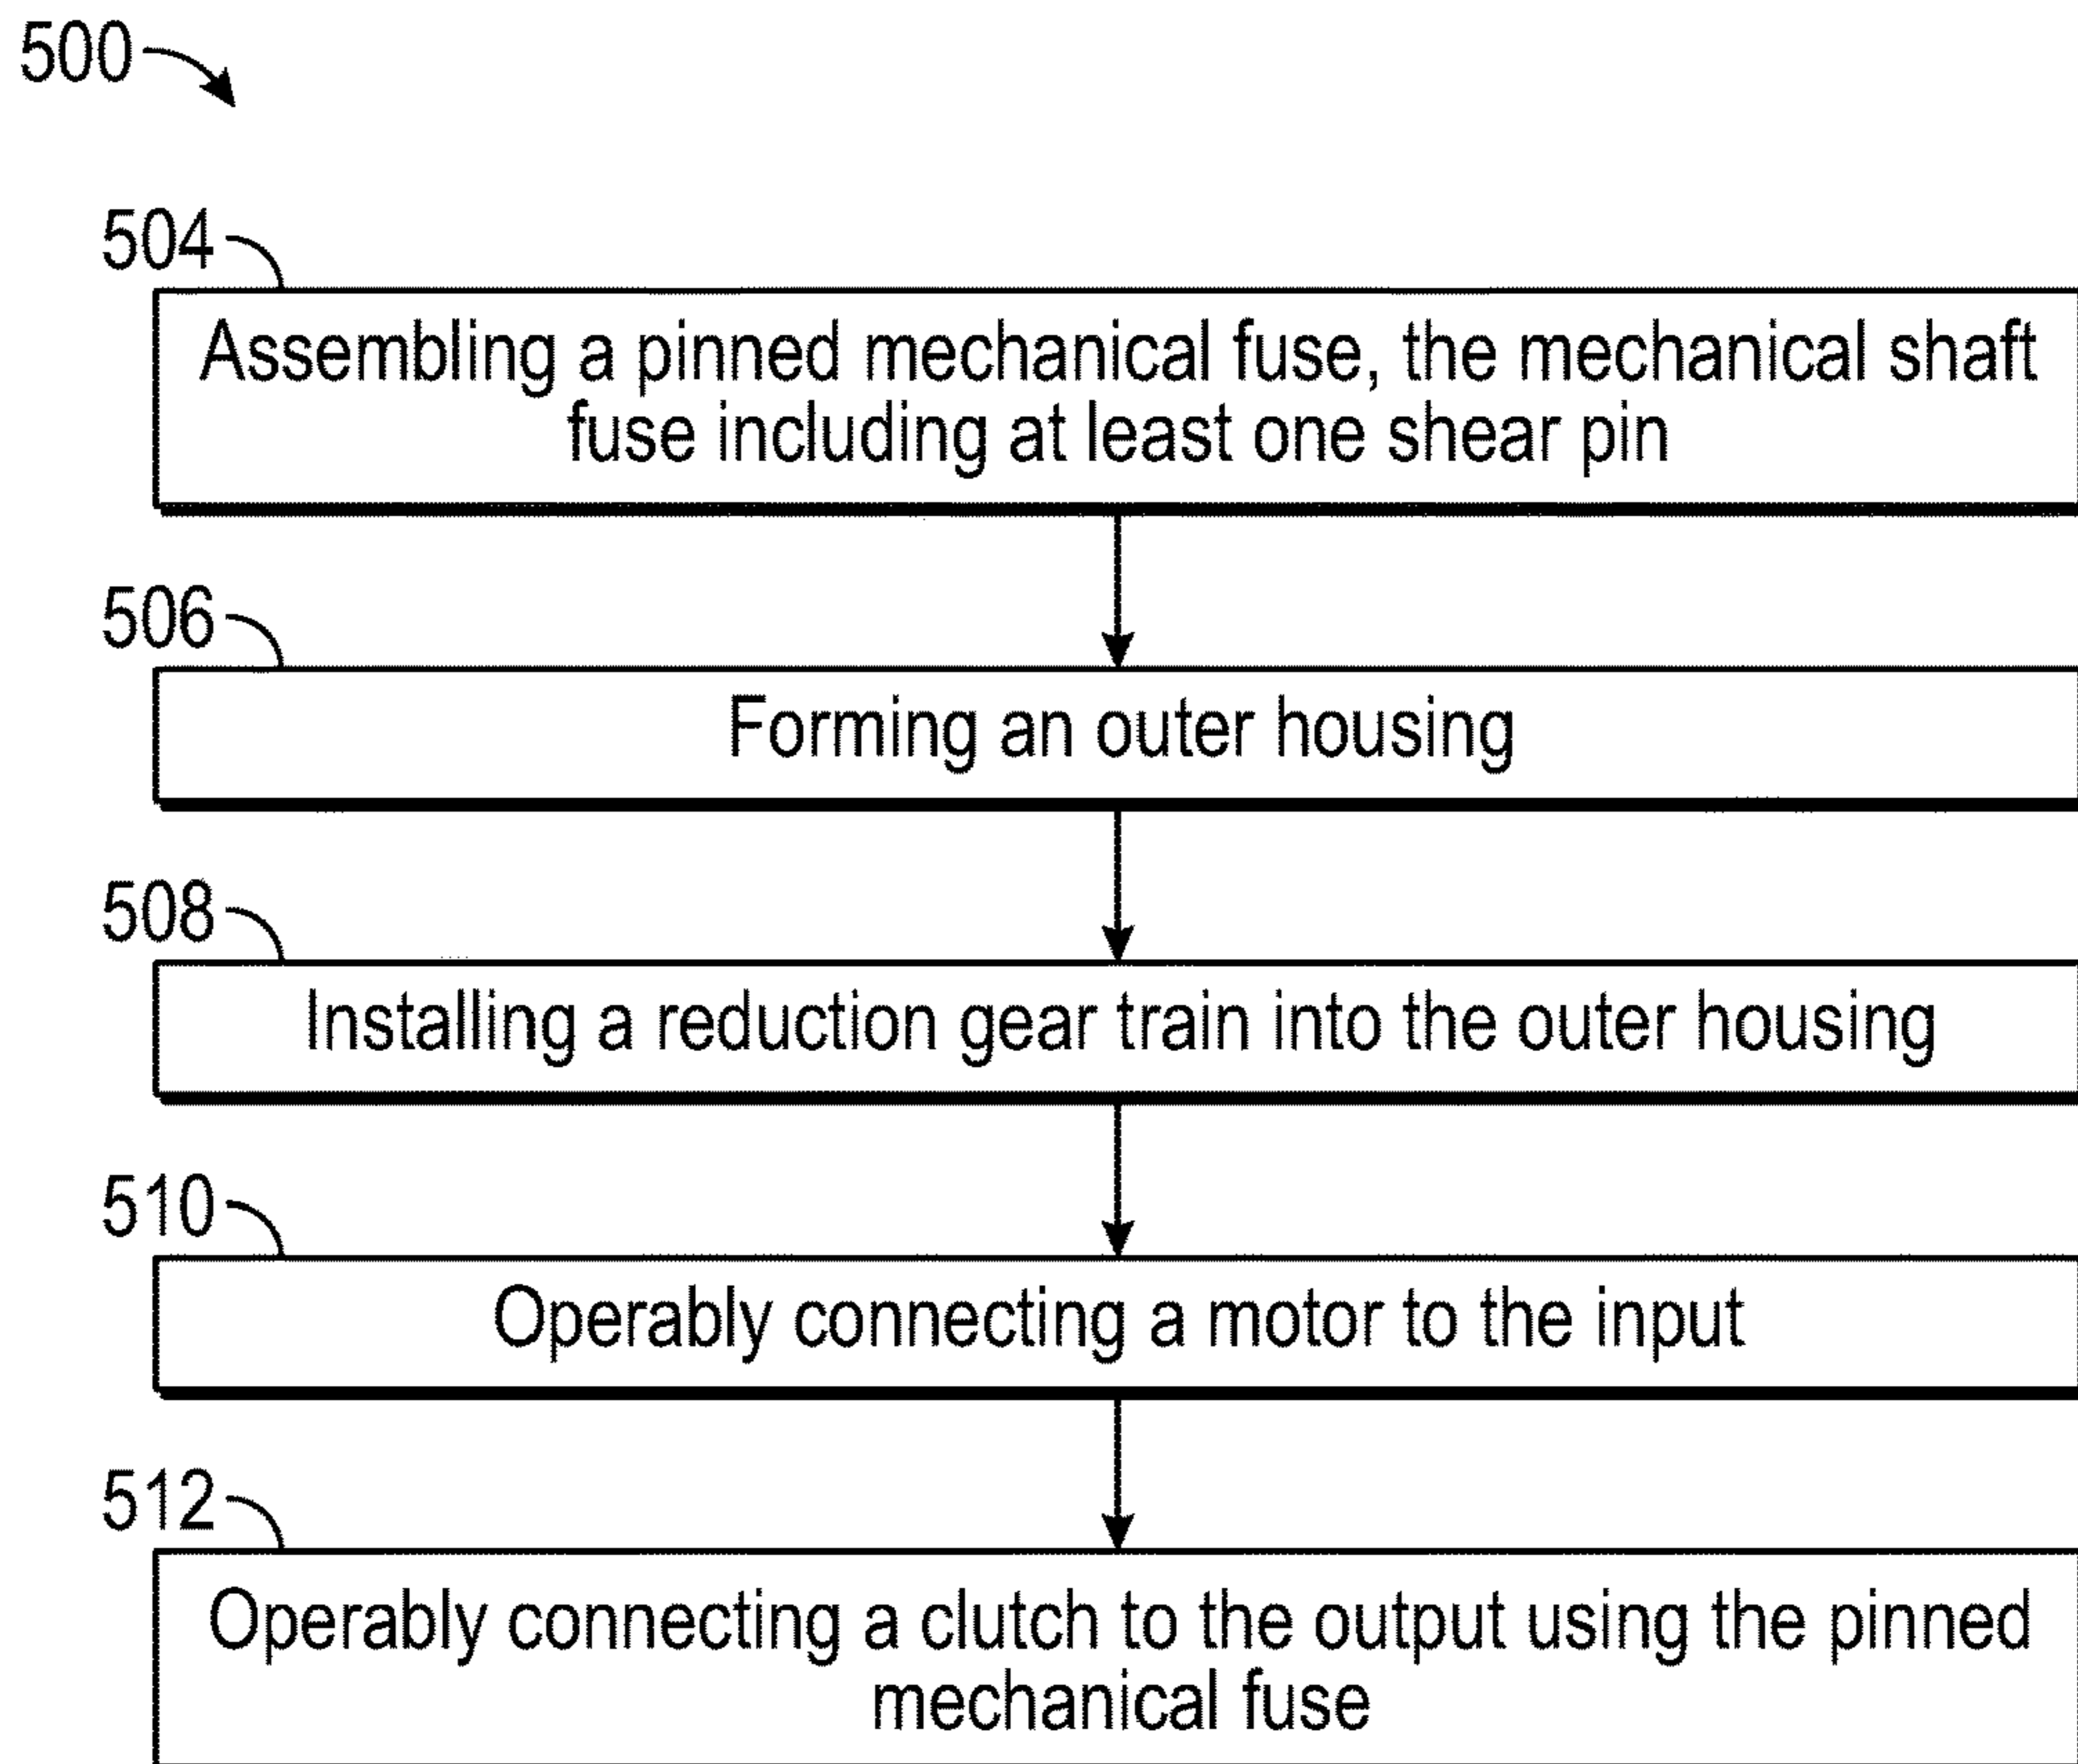 500
504
Assembling a pinned mechanical fuse, the mechanical shaft
fuse including at least one shear pin
506
Forming an outer housing
508
Installing a reduction gear train into the outer housing
510
Operably connecting a motor to the input
512
Operably connecting a clutch to the output using the pinned
mechanical fuse